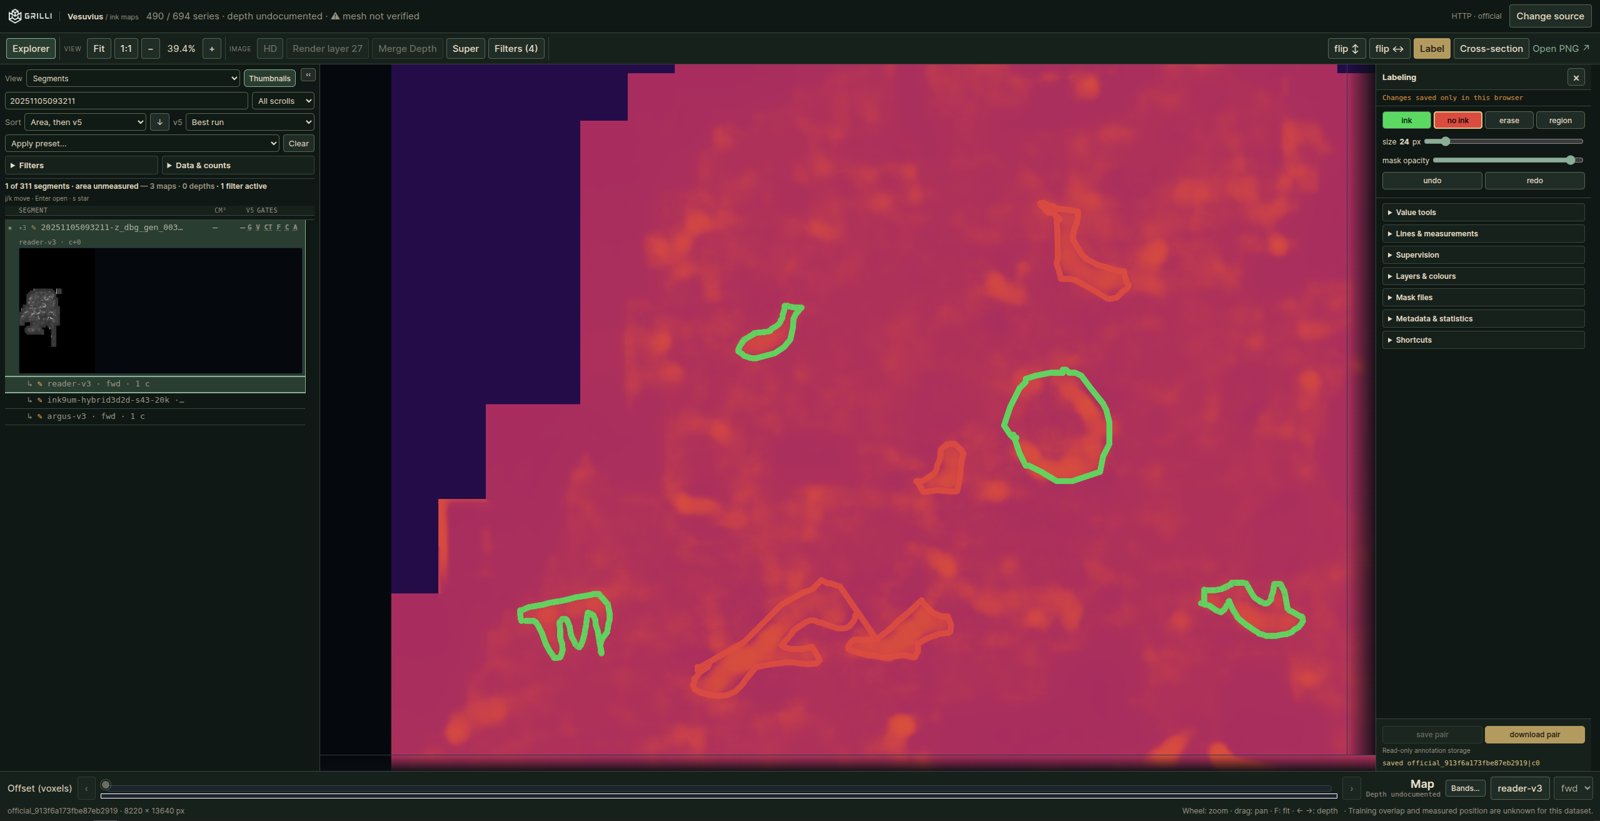 GRILLI Vesuvius / ink maps 490 / 694 series · depth undocumented · ⚠ mesh not verified HTTP · official Change source
Explorer VIEW Fit 1:1 − 39.4% + IMAGE HD Render layer 27 Merge Depth Super Filters (4) flip ↕ flip ↔ Label Cross-section Open PNG ↗
View Segments Thumbnails ‹‹
20251105093211 All scrolls
Sort Area, then v5 ↓ v5 Best run
Apply preset... Clear
▸ Filters ▸ Data & counts
1 of 311 segments · area unmeasured — 3 maps · 0 depths · 1 filter active
j/k move · Enter open · s star
SEGMENT CM² V5 GATES
20251105093211-z_dbg_gen_003… — — G V CT F C A
reader-v3 · c+0
↳ ✎ reader-v3 · fwd · 1 c
↳ ✎ ink9um-hybrid3d2d-s43-20k ·…
↳ ✎ argus-v3 · fwd · 1 c
Labeling ×
Changes saved only in this browser
ink no ink erase region
size 24 px
mask opacity
undo redo
▸ Value tools
▸ Lines & measurements
▸ Supervision
▸ Layers & colours
▸ Mask files
▸ Metadata & statistics
▸ Shortcuts
save pair download pair
Read-only annotation storage
saved official_913f6a173fbe87eb2919|c0
Offset (voxels) ‹ › Map Depth undocumented Bands... reader-v3 fwd
official_913f6a173fbe87eb2919 · 8220 × 13640 px Wheel: zoom · drag: pan · F: fit · ← →: depth · Training overlap and measured position are unknown for this dataset.